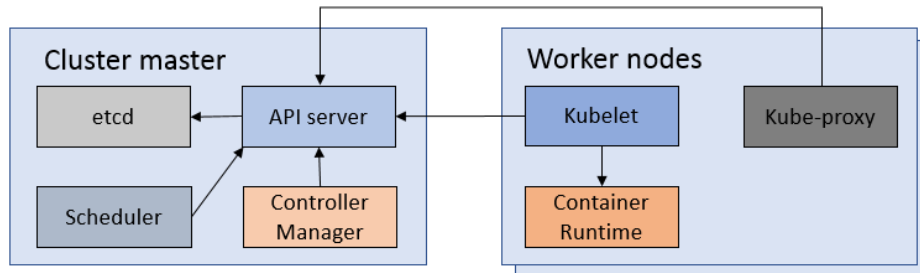 Cluster master
etcd
API server
Scheduler
Controller
Manager
Worker nodes
Kubelet
Kube-proxy
Container
Runtime